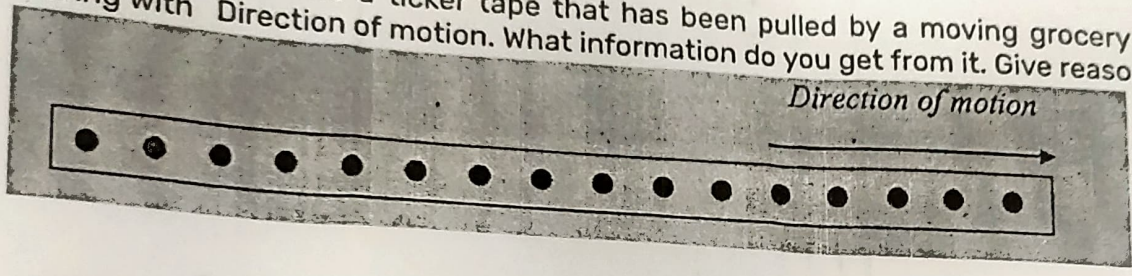 with ticker tape that has been pulled by a moving grocery
Direction of motion. What information do you get from it. Give
Direction of motion